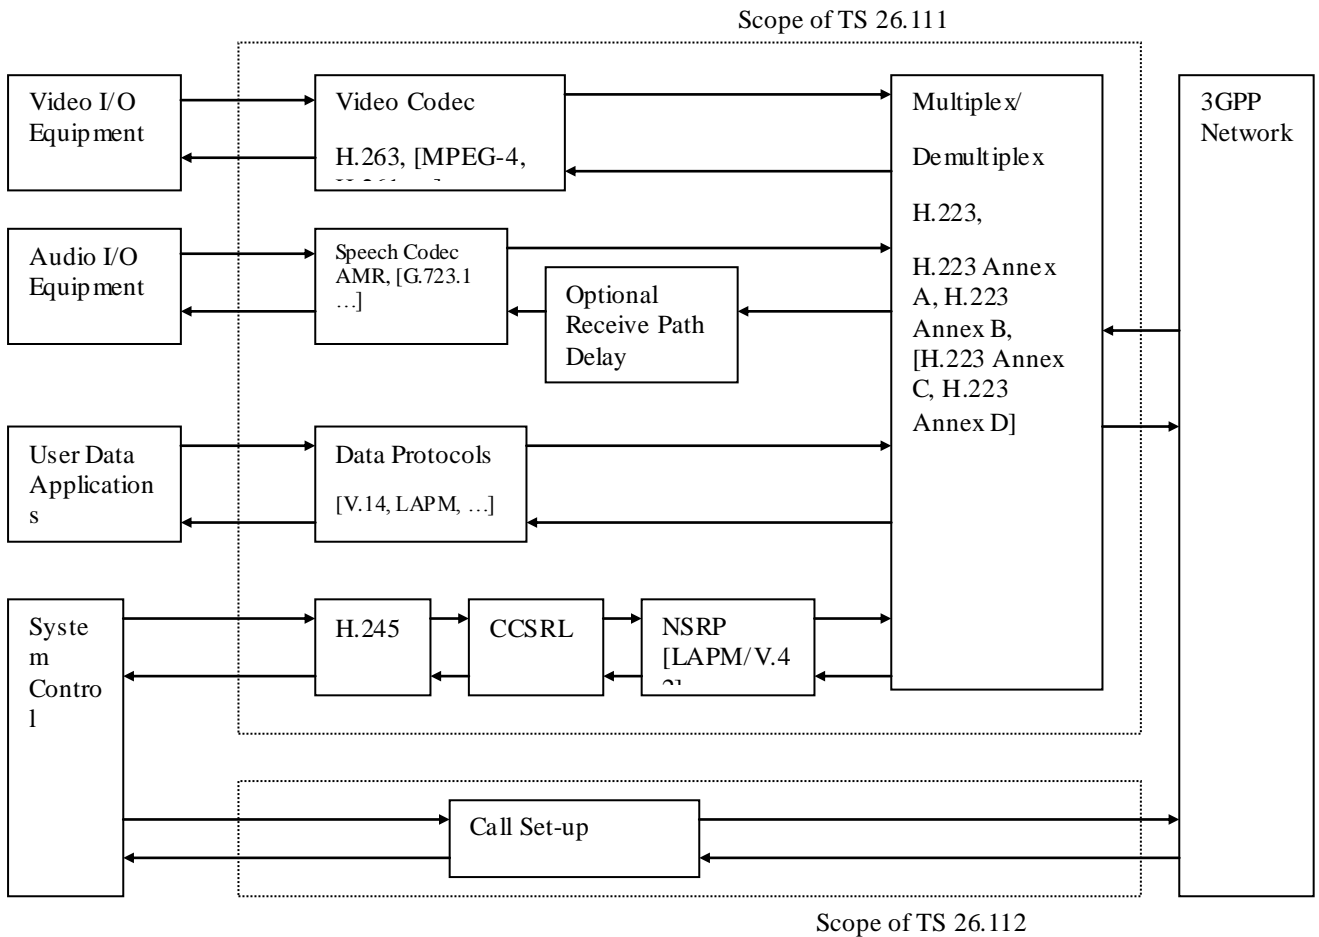 Scope of TS 26.111
Video I/O
Equipment
Video Codec
H.263, [MPEG-4,
Multiplex/
Demultiplex
H.223,
H.223 Annex
A, H.223
Annex B,
[H.223 Annex
C, H.223
Annex D]
3GPP
Network
Audio I/O
Equipment
Speech Codec
AMR, [G.723.1
…]
Optional
Receive Path
Delay
User Data
Application
s
Data Protocols
[V.14, LAPM, …]
Syste
m
Contro
l
H.245
CCSRL
NSRP
[LAPM/V.4
Call Set-up
Scope of TS 26.112